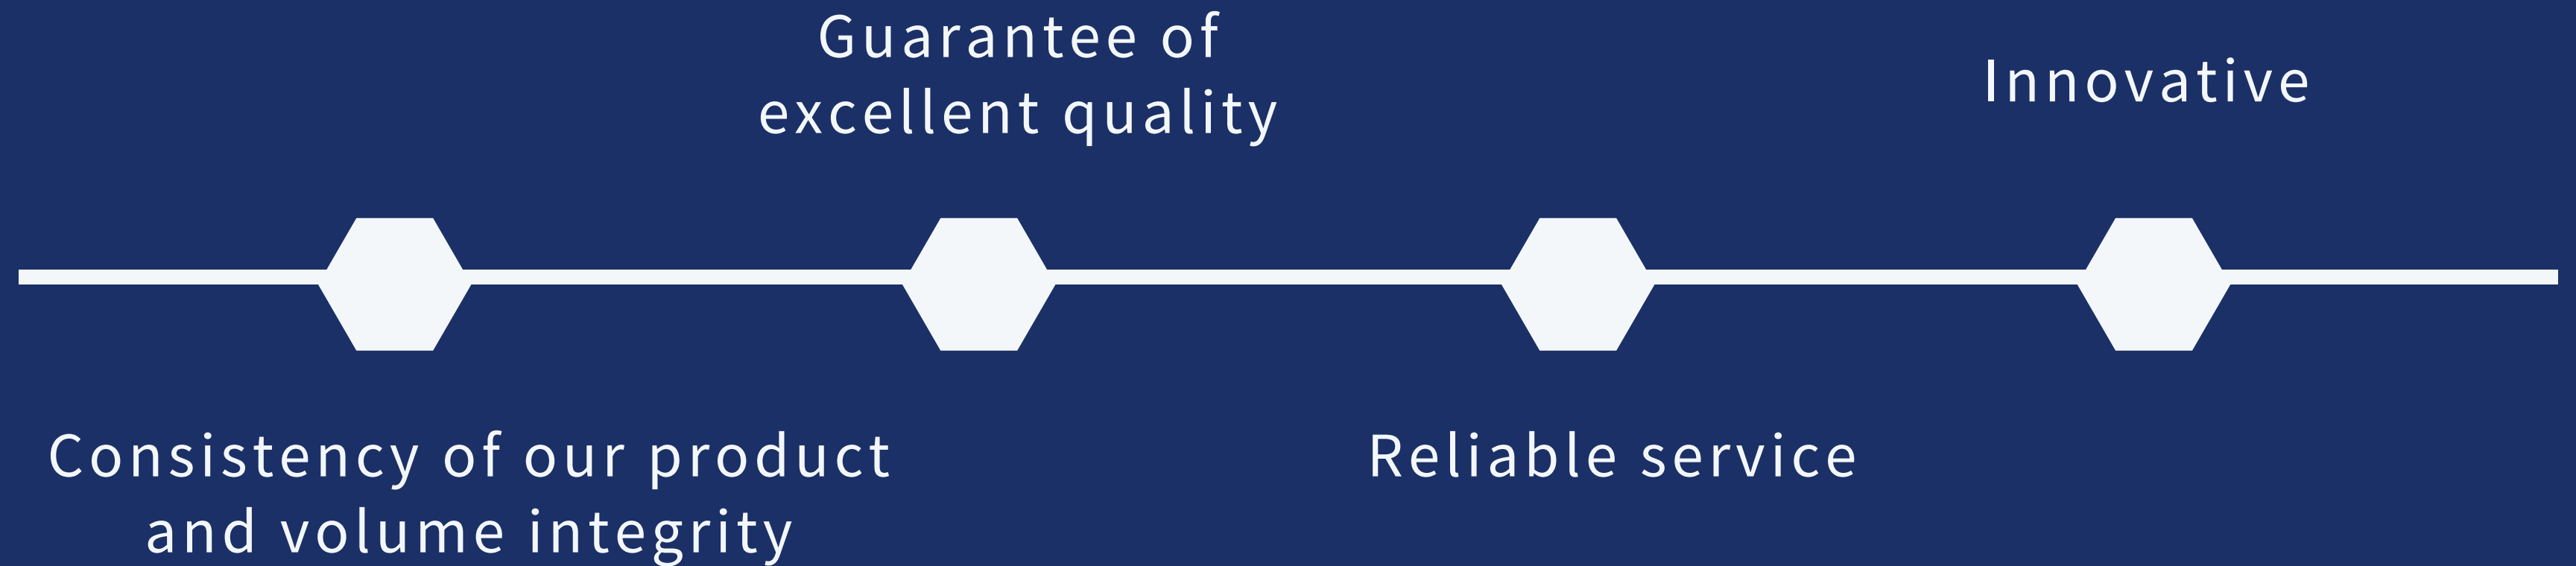 Guarantee of
excellent quality
Innovative
Consistency of our product
and volume integrity
Reliable service